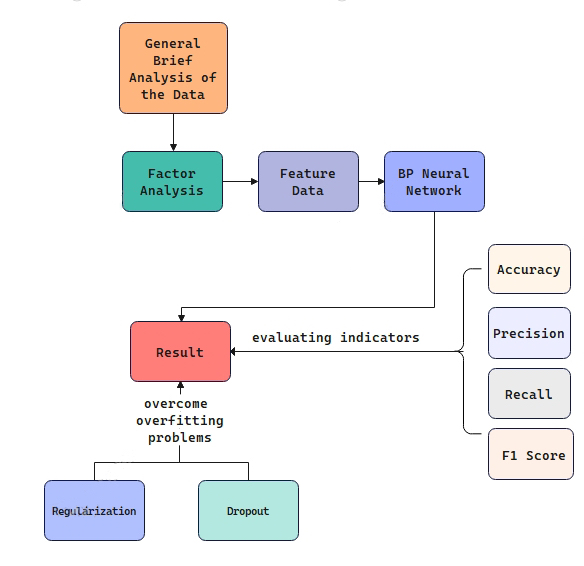 General
Brief
Analysis of
the Data
Factor
Analysis
Feature
Data
BP Neural
Network
Accuracy
Precision
Recall
F1 Score
evaluating indicators
Result
overcome
overfitting
problems
Regularization
Dropout